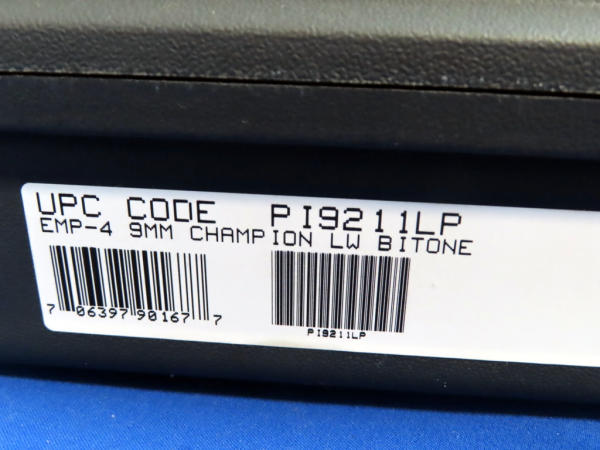 UPC CODE PI9211LP
EMP-4 9MM CHAMPION LW BITONE
7 06397 90167 7
PI9211LP